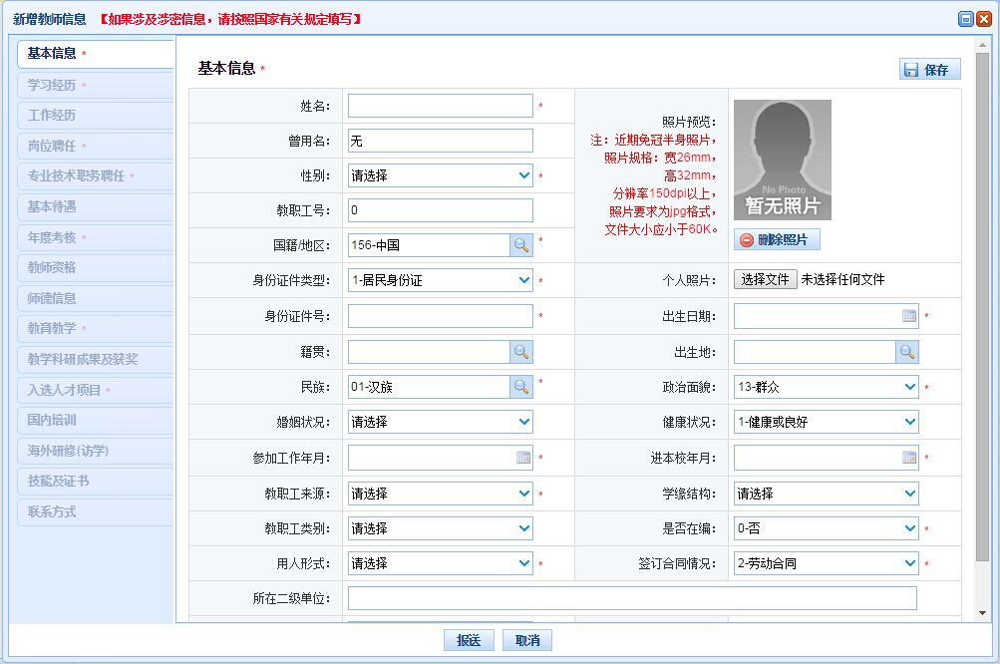 新增教师信息 【如果涉及涉密信息，请按照国家有关规定填写】
基本信息 *
学习经历 *
工作经历
岗位聘任 *
专业技术职务聘任 *
基本待遇
年度考核 *
教师资格
师德信息
教育教学 *
教学科研成果及获奖
入选人才项目 *
国内培训
海外研修(访学)
技能及证书
联系方式
基本信息 *
保存
姓名： *
曾用名： 无
性别： 请选择 *
教职工号： 0
国籍/地区： 156-中国 *
照片预览：
注：近期免冠半身照片，
照片规格：宽26mm，
高32mm，
分辨率150dpi以上，
照片要求为jpg格式，
文件大小应小于60K。
No Photo
暂无照片
删除照片
身份证件类型： 1-居民身份证 * 个人照片： 选择文件 未选择任何文件
身份证件号： * 出生日期： *
籍贯： 出生地：
民族： 01-汉族 * 政治面貌： 13-群众 *
婚姻状况： 请选择 健康状况： 1-健康或良好
参加工作年月： * 进本校年月： *
教职工来源： 请选择 * 学缘结构： 请选择
教职工类别： 请选择 是否在编： 0-否 *
用人形式： 请选择 * 签订合同情况： 2-劳动合同 *
所在二级单位：
报送 取消